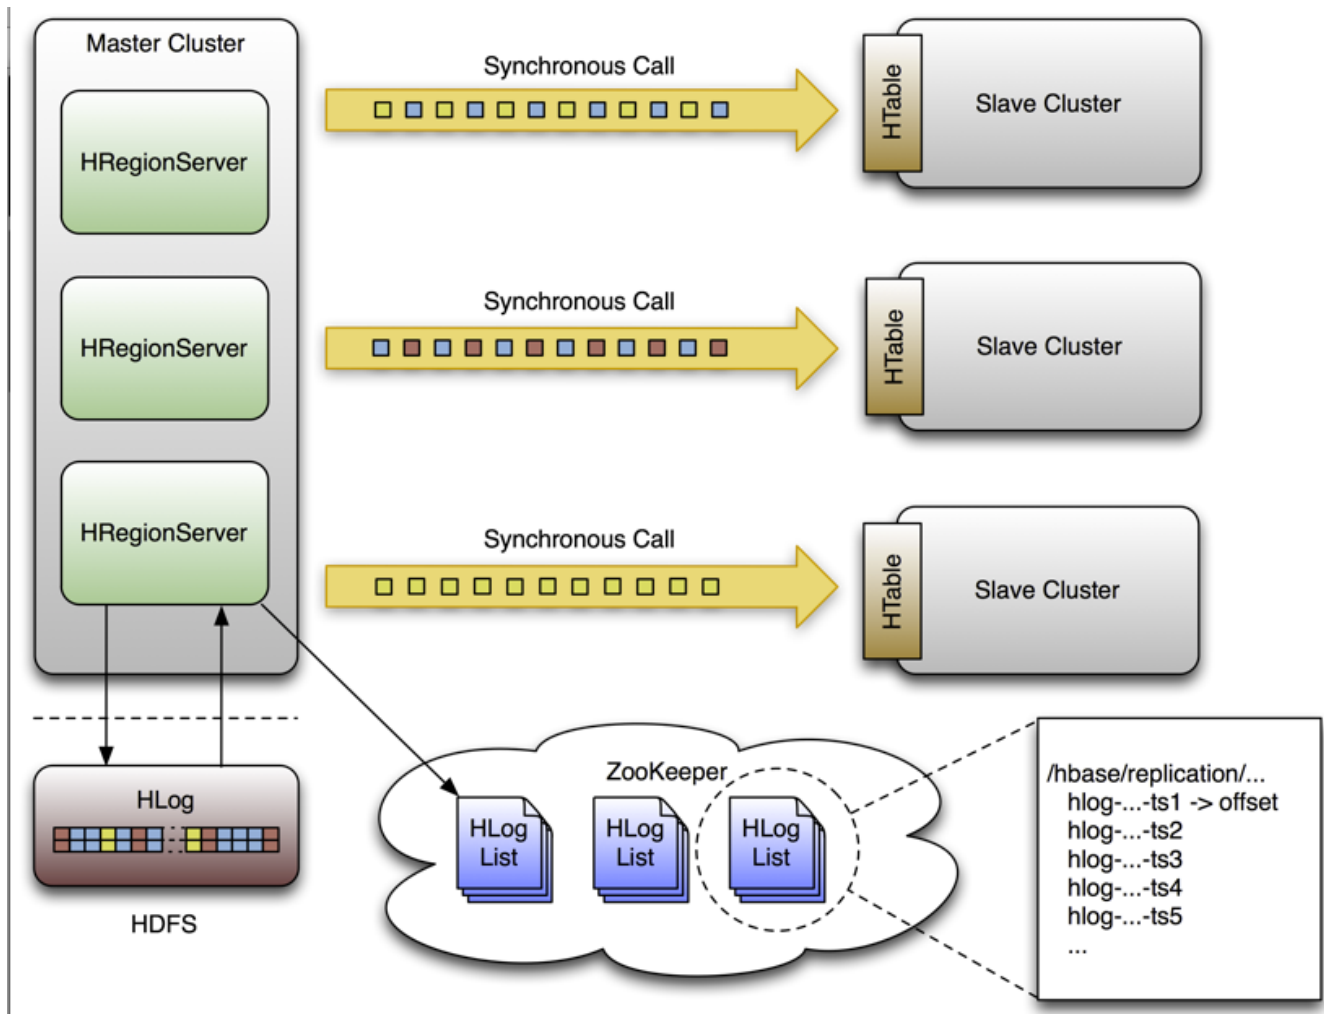 Master Cluster
HRegionServer
HRegionServer
HRegionServer
Synchronous Call
HTable
Slave Cluster
Synchronous Call
HTable
Slave Cluster
Synchronous Call
HTable
Slave Cluster
HLog
HDFS
ZooKeeper
HLog
List
HLog
List
HLog
List
/hbase/replication/...
hlog-...-ts1 -> offset
hlog-...-ts2
hlog-...-ts3
hlog-...-ts4
hlog-...-ts5
...